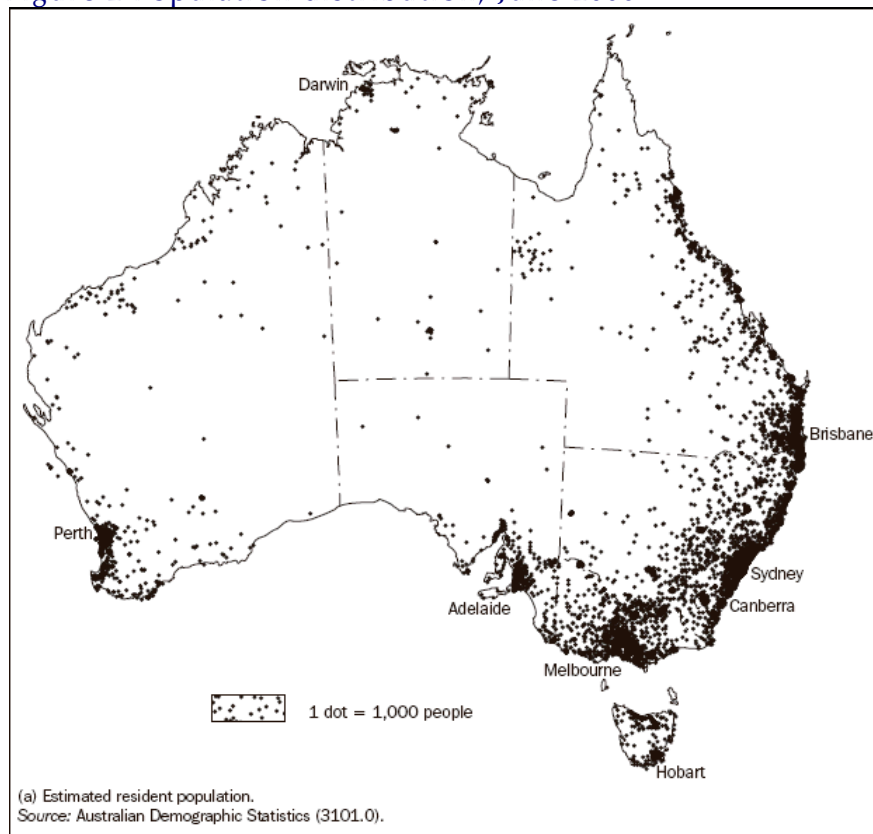 Darwin
Brisbane
Perth
Sydney
Adelaide
Canberra
Melbourne
1 dot = 1,000 people
Hobart
(a) Estimated resident population.
Source: Australian Demographic Statistics (3101.0).